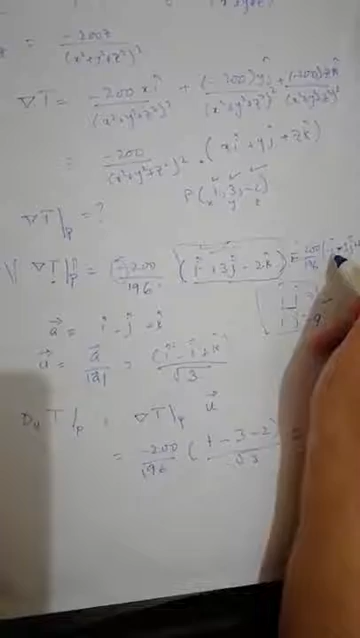 = -200z / (x²+y²+z²)²
∇T = -200 x î / (x²+y²+z²)² + (-200) y ĵ / (x²+y²+z²)² + (-200) z k̂ / (x²+y²+z²)²
= -200 / (x²+y²+z²)² · (x î + y ĵ + z k̂)
P(1, 3, -2)
x y z
∇T|p = ?
∇T|p = (-)200/196 (î + 3ĵ - 2k̂)
a⃗ = î - ĵ + k̂
u⃗ = a⃗/|a| = (î - ĵ + k̂)/√3
DuT|p = ∇T|p u⃗
= -200/196 (1 - 3 - 2 / √3) =